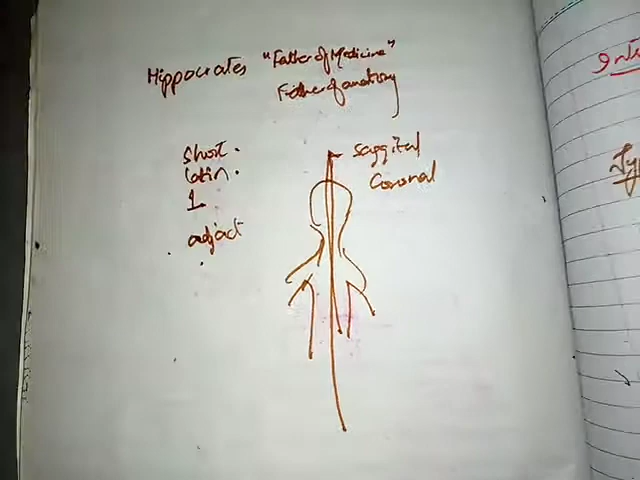 Hippocrates "Father of Medicine"
Father of anatomy
short.
latin.
1
adject
saggital
Coronal